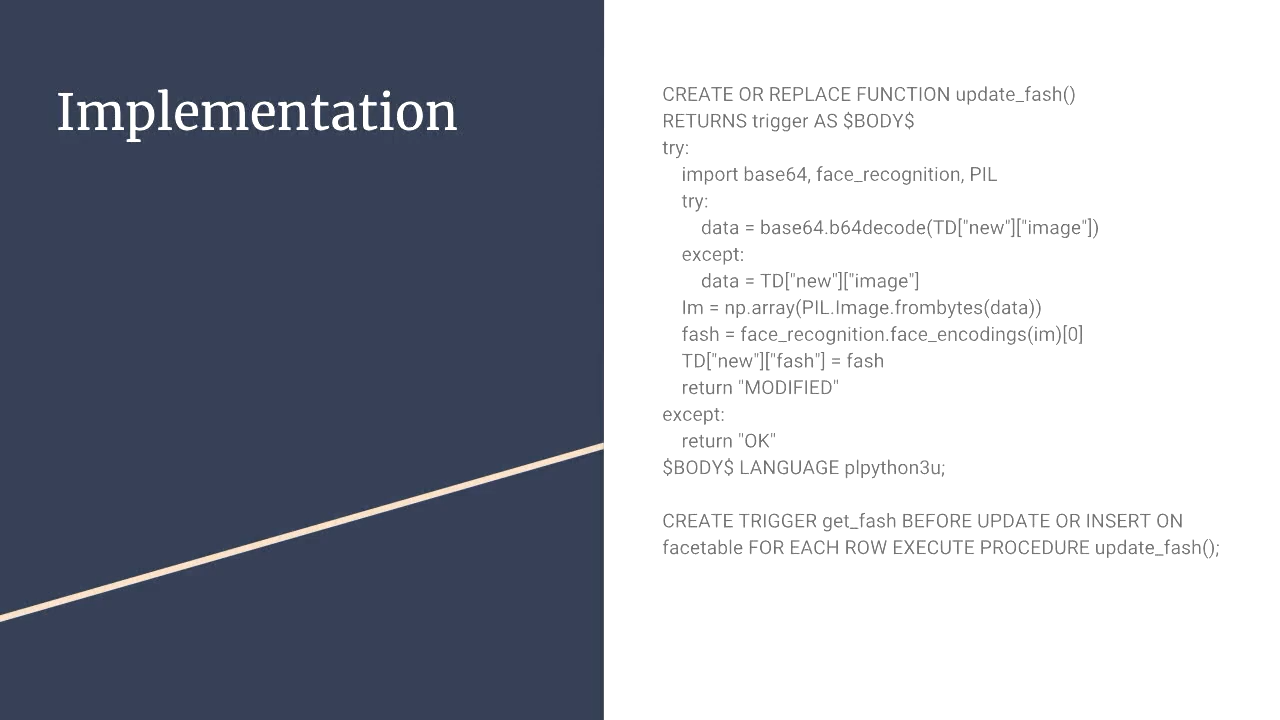 Implementation
CREATE OR REPLACE FUNCTION update_fash()
RETURNS trigger AS $BODY$
try:
    import base64, face_recognition, PIL
    try:
        data = base64.b64decode(TD["new"]["image"])
    except:
        data = TD["new"]["image"]
    Im = np.array(PIL.Image.frombytes(data))
    fash = face_recognition.face_encodings(im)[0]
    TD["new"]["fash"] = fash
    return "MODIFIED"
except:
    return "OK"
$BODY$ LANGUAGE plpython3u;
CREATE TRIGGER get_fash BEFORE UPDATE OR INSERT ON
facetable FOR EACH ROW EXECUTE PROCEDURE update_fash();